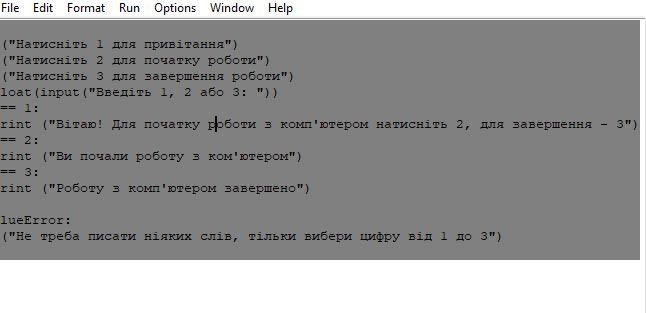 File Edit Format Run Options Window Help
("Натисніть 1 для привітання")
("Натисніть 2 для початку роботи")
("Натисніть 3 для завершення роботи")
loat(input("Введіть 1, 2 або 3: "))
== 1:
rint ("Вітаю! Для початку роботи з комп'ютером натисніть 2, для завершення - 3")
== 2:
rint ("Ви почали роботу з ком'ютером")
== 3:
rint ("Роботу з комп'ютером завершено")
lueError:
("Не треба писати ніяких слів, тільки вибери цифру від 1 до 3")